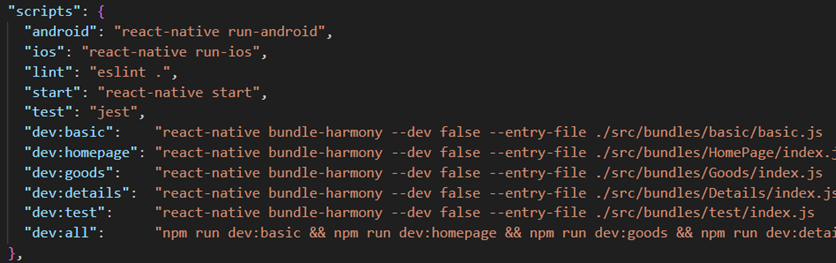 "scripts": {
"android": "react-native run-android",
"ios": "react-native run-ios",
"lint": "eslint .",
"start": "react-native start",
"test": "jest",
"dev:basic":    "react-native bundle-harmony --dev false --entry-file ./src/bundles/basic/basic.js
"dev:homepage": "react-native bundle-harmony --dev false --entry-file ./src/bundles/HomePage/index.j
"dev:goods":    "react-native bundle-harmony --dev false --entry-file ./src/bundles/Goods/index.js
"dev:details":  "react-native bundle-harmony --dev false --entry-file ./src/bundles/Details/index.js
"dev:test":     "react-native bundle-harmony --dev false --entry-file ./src/bundles/test/index.js
"dev:all":      "npm run dev:basic && npm run dev:homepage && npm run dev:goods && npm run dev:detai
},